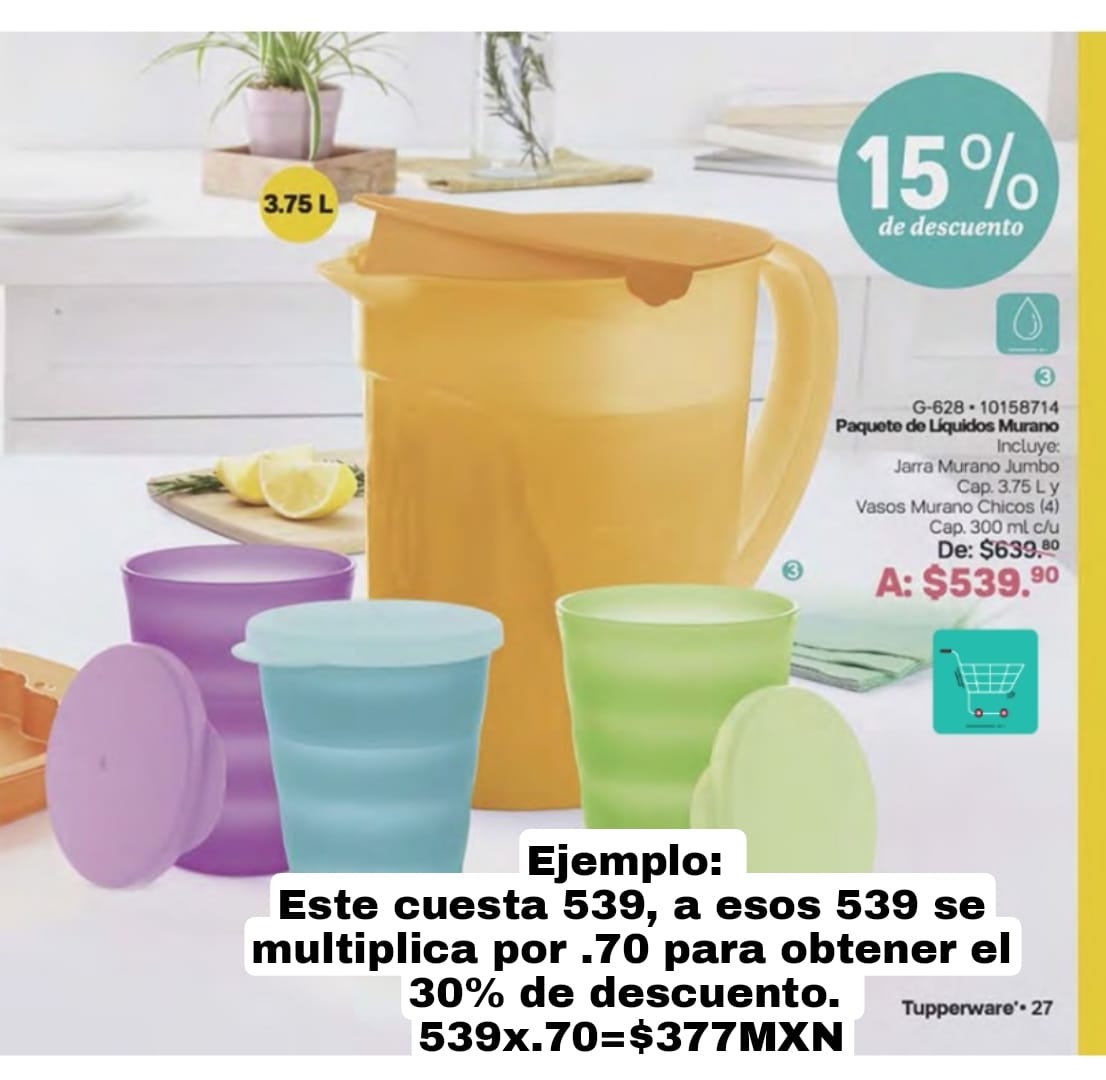 3.75 L
15%
de descuento
3
G-628 • 10158714
Paquete de Líquidos Murano
Incluye:
Jarra Murano Jumbo
Cap. 3.75 L y
Vasos Murano Chicos (4)
Cap. 300 ml c/u
De: $639.80
A: $539.90
3
Ejemplo:
Este cuesta 539, a esos 539 se
multiplica por .70 para obtener el
30% de descuento.
539x.70=$377MXN
Tupperware • 27